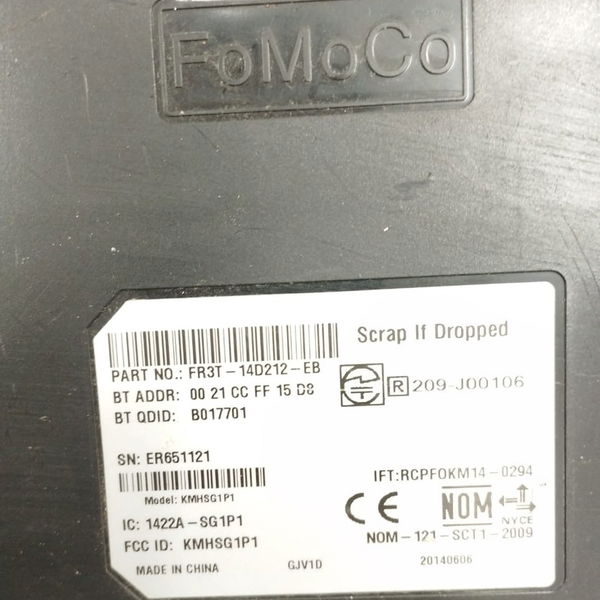 FoMoCo
Scrap If Dropped
PART NO.: FR3T-14D212-EB
BT ADDR: 00 21 CC FF 15 D8
R 209-J00106
BT QDID: B017701
SN: ER651121
IFT:RCPFOKM14-0294
Model: KMHSG1P1
CE NOM NYCE
IC: 1422A-SG1P1
NOM-121-SCT1-2009
FCC ID: KMHSG1P1
MADE IN CHINA GJV1D 20140606